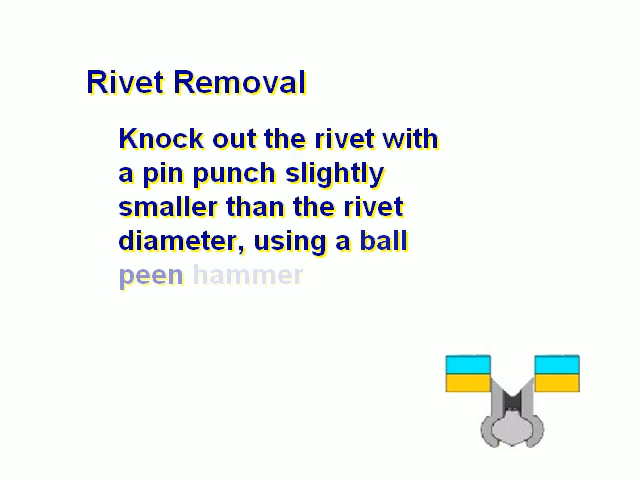 Rivet Removal
Knock out the rivet with
a pin punch slightly
smaller than the rivet
diameter, using a ball
peen hammer